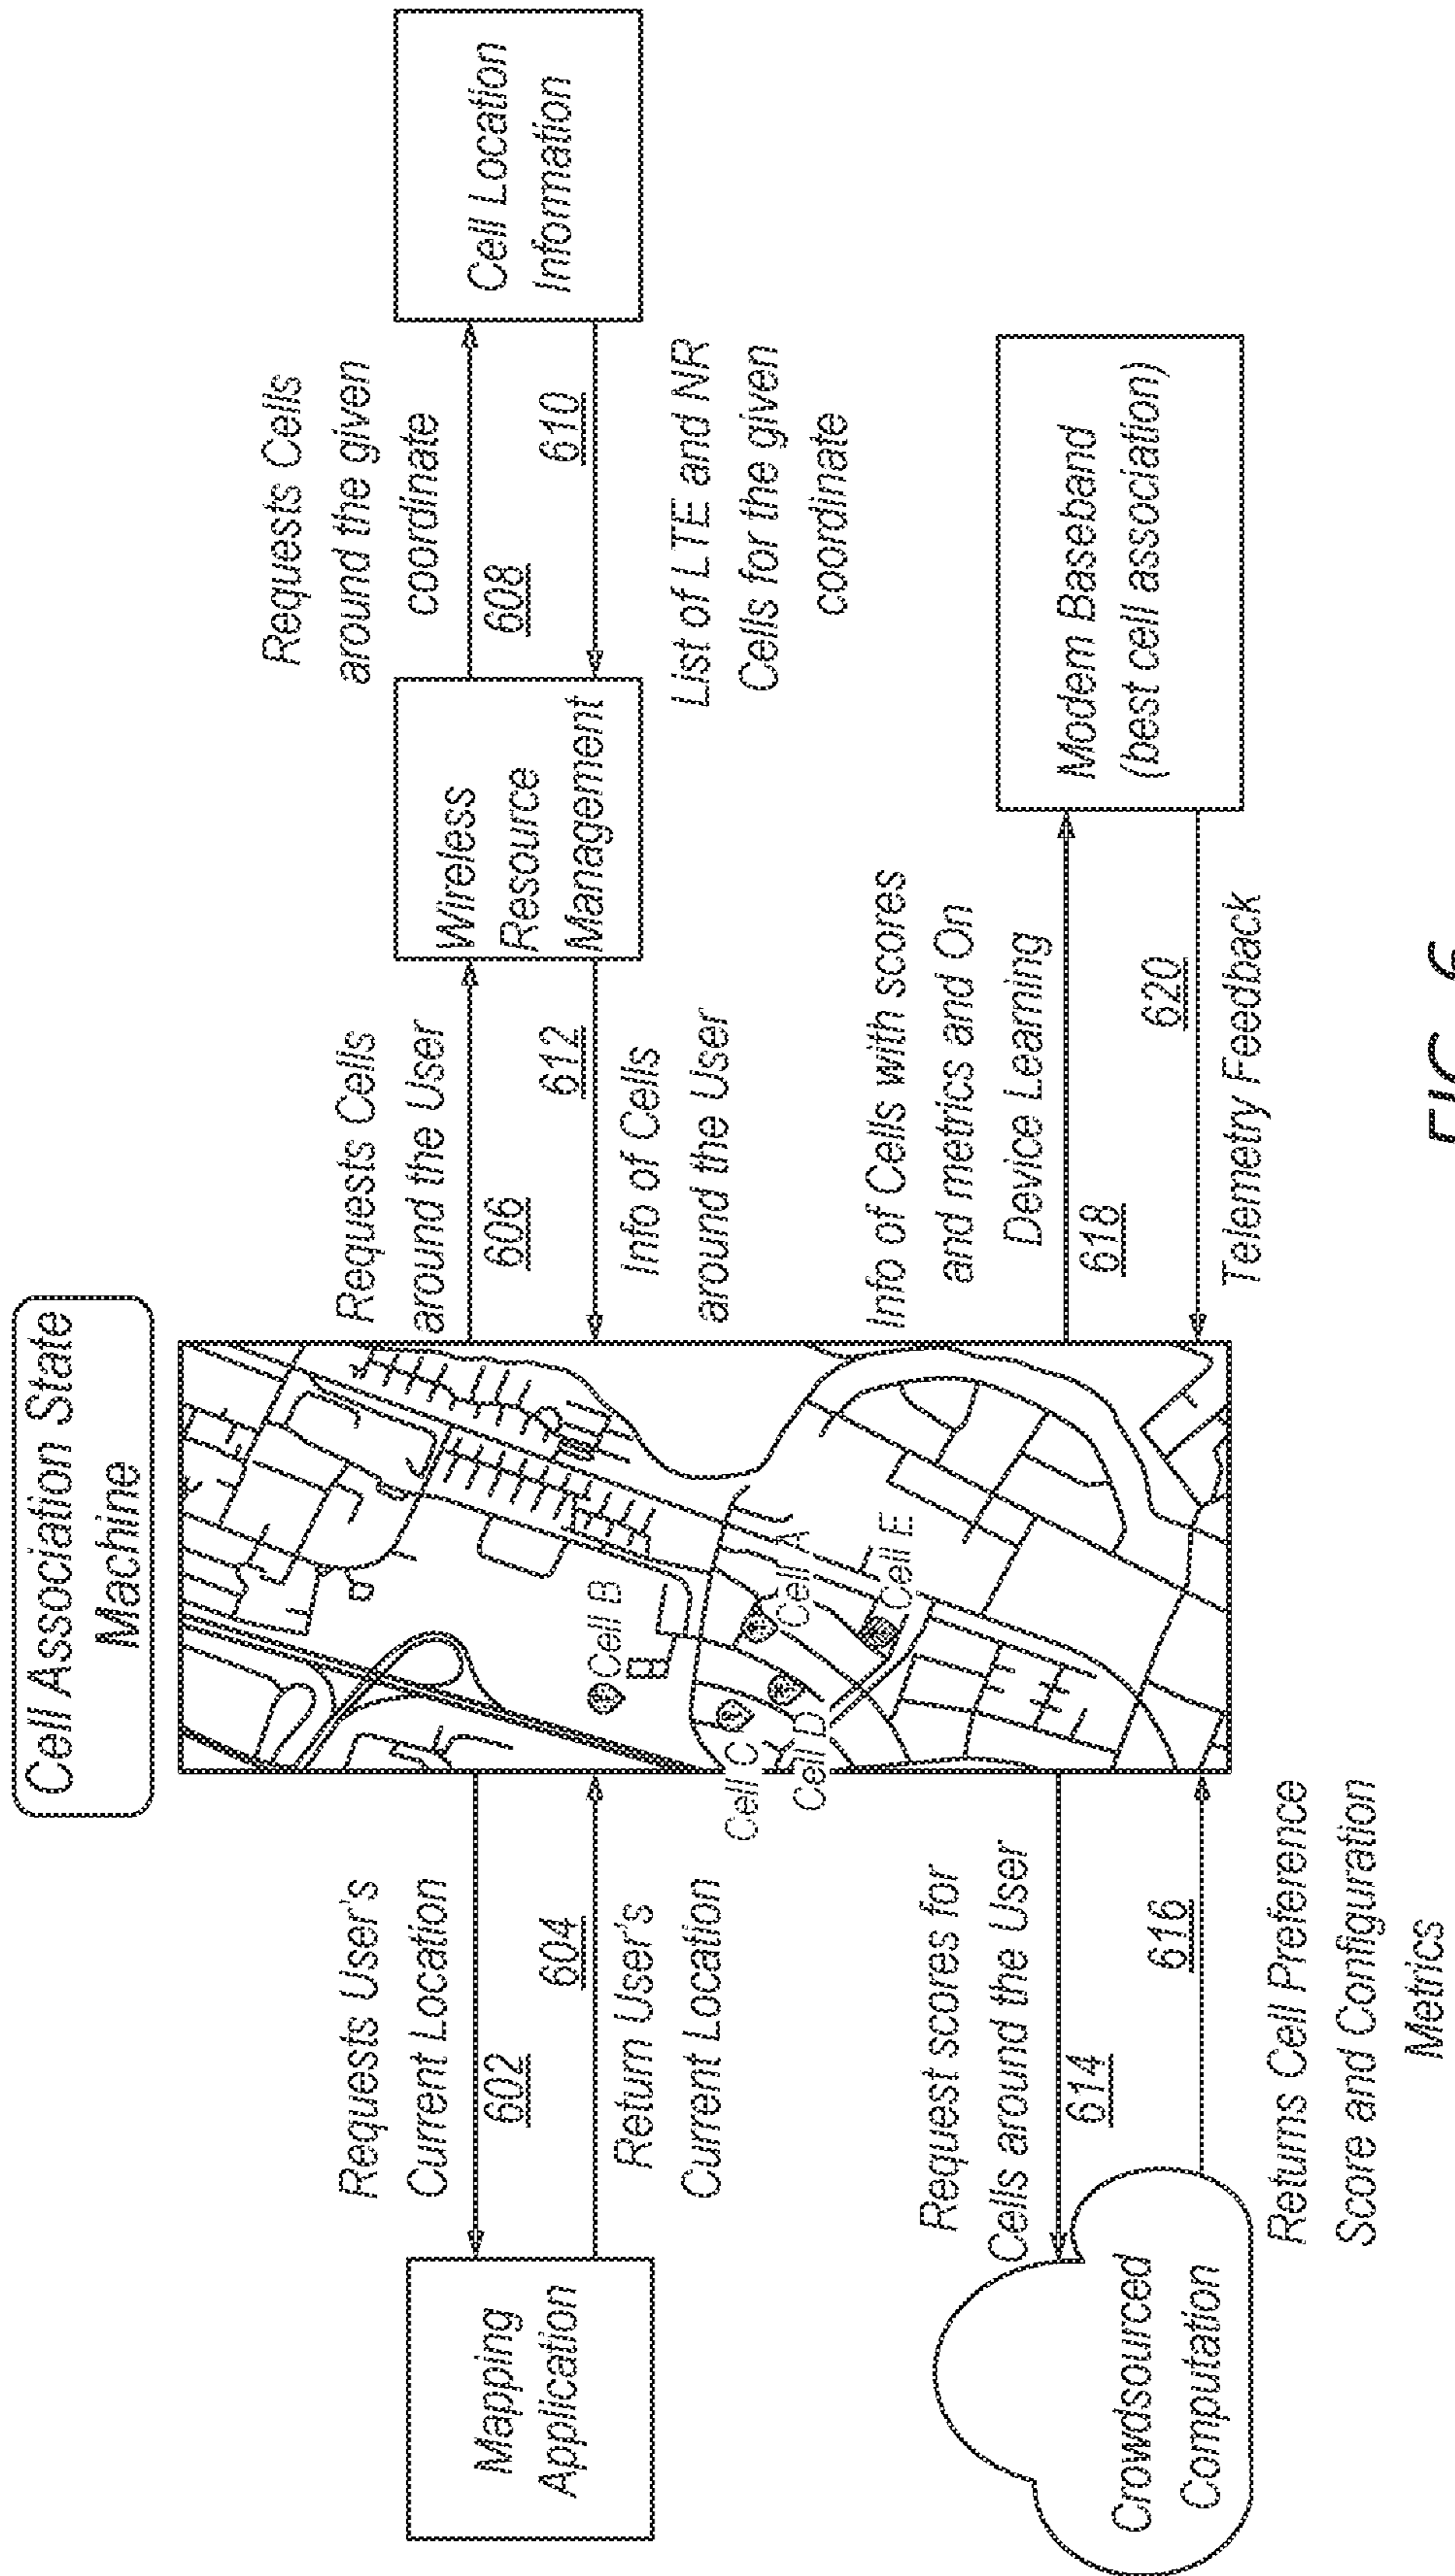 Cell Association State
Machine
Requests User's
Current Location
602
604
Return User's
Current Location
Mapping
Application
Requests Cells
around the User
606
612
Info of Cells
around the User
Wireless
Resource
Management
Requests Cells
around the given
coordinate
608
610
List of LTE and NR
Cells for the given
coordinate
Cell Location
Information
Cell B
Cell A
Cell C
Cell D
Cell E
Request scores for
Cells around the User
614
616
Returns Cell Preference
Score and Configuration
Metrics
Crowdsourced
Computation
Info of Cells with scores
and metrics and On
Device Learning
618
620
Telemetry Feedback
Modem Baseband
(best cell association)
FIG. 6